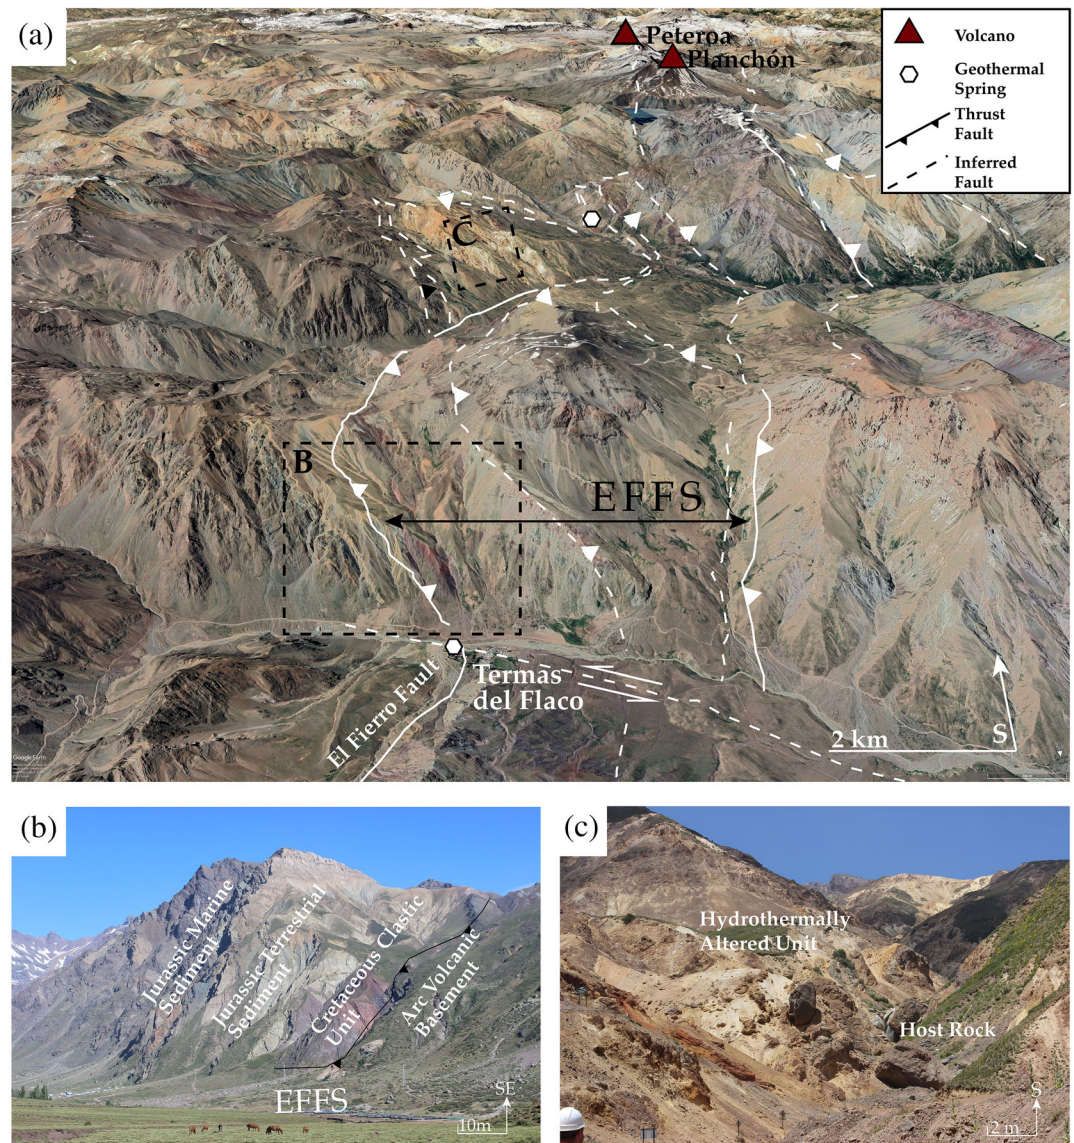 (a)
Peteroa
Planchón
Volcano
Geothermal
Spring
Thrust
Fault
Inferred
Fault
C
B
EFFS
Termas
del Flaco
El Fierro Fault
2 km
S
Google Earth
(b)
Jurassic Marine
Sediment
Jurassic Terrestrial
Sediment
Cretaceous Clastic
Unit
Arc Volcanic
Basement
EFFS
SE
10m
(c)
Hydrothermally
Altered Unit
Host Rock
S
2 m